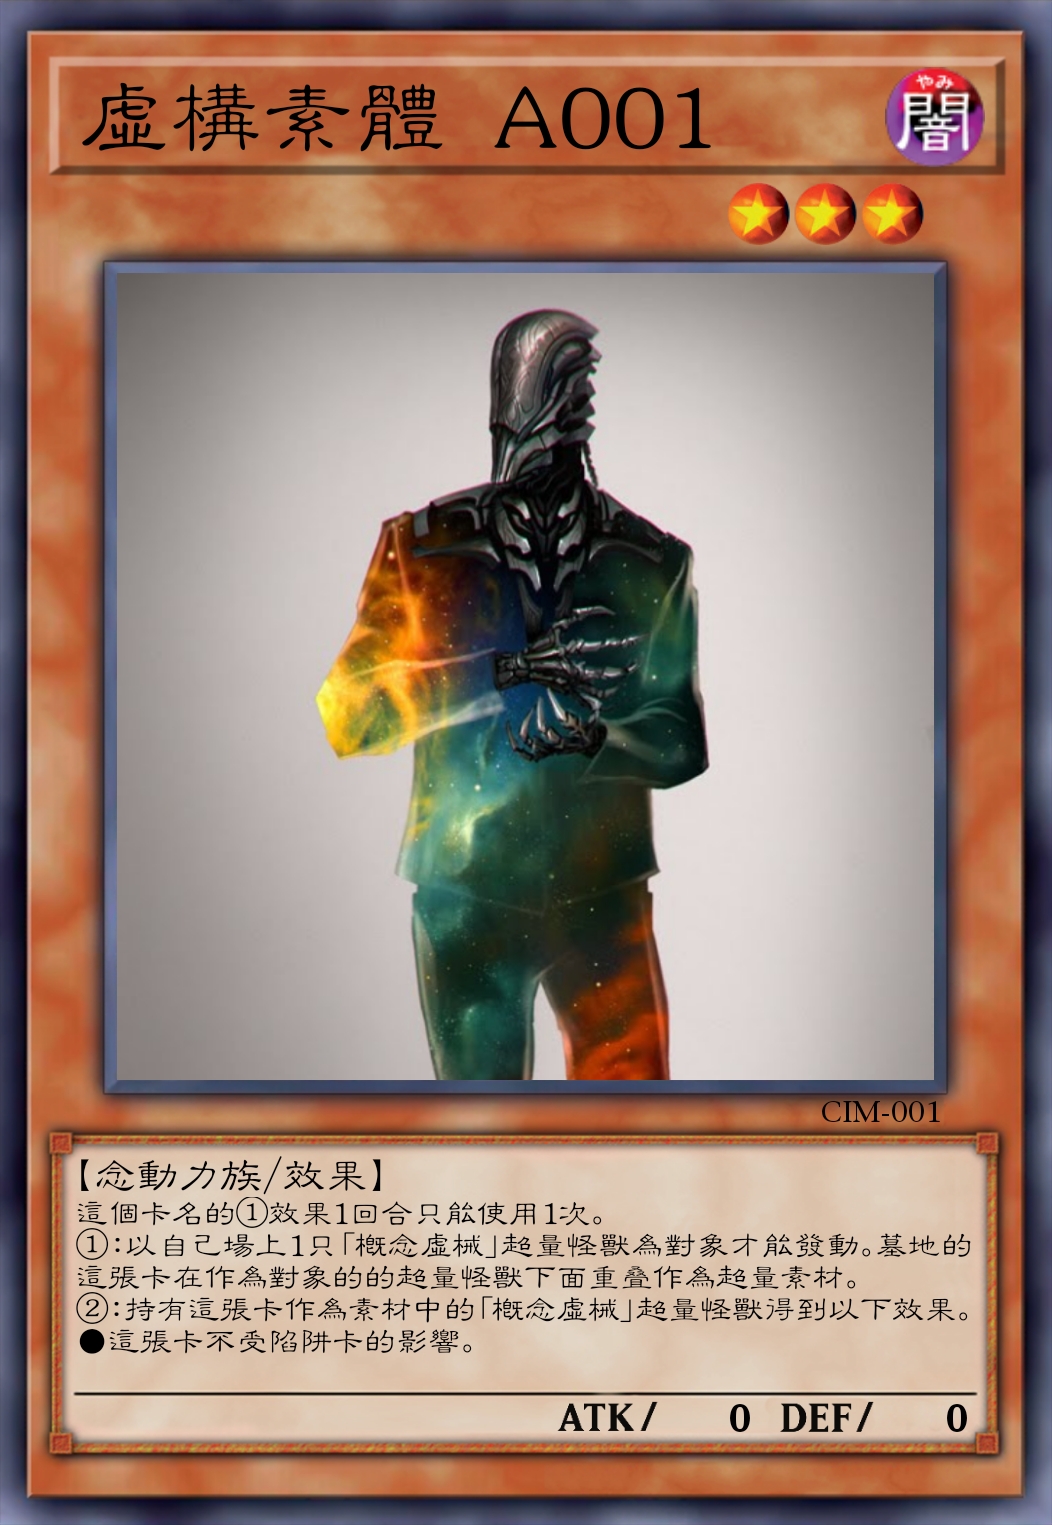 虛構素體 A001
やみ
闇
CIM-001
【念動力族/效果】
這個卡名的①效果1回合只能使用1次。
①：以自己場上1只「概念虛械」超量怪獸為對象才能發動。墓地的
這張卡在作為對象的的超量怪獸下面重叠作為超量素材。
②：持有這張卡作為素材中的「概念虛械」超量怪獸得到以下效果。
●這張卡不受陷阱卡的影響。
ATK/ 0 DEF/ 0